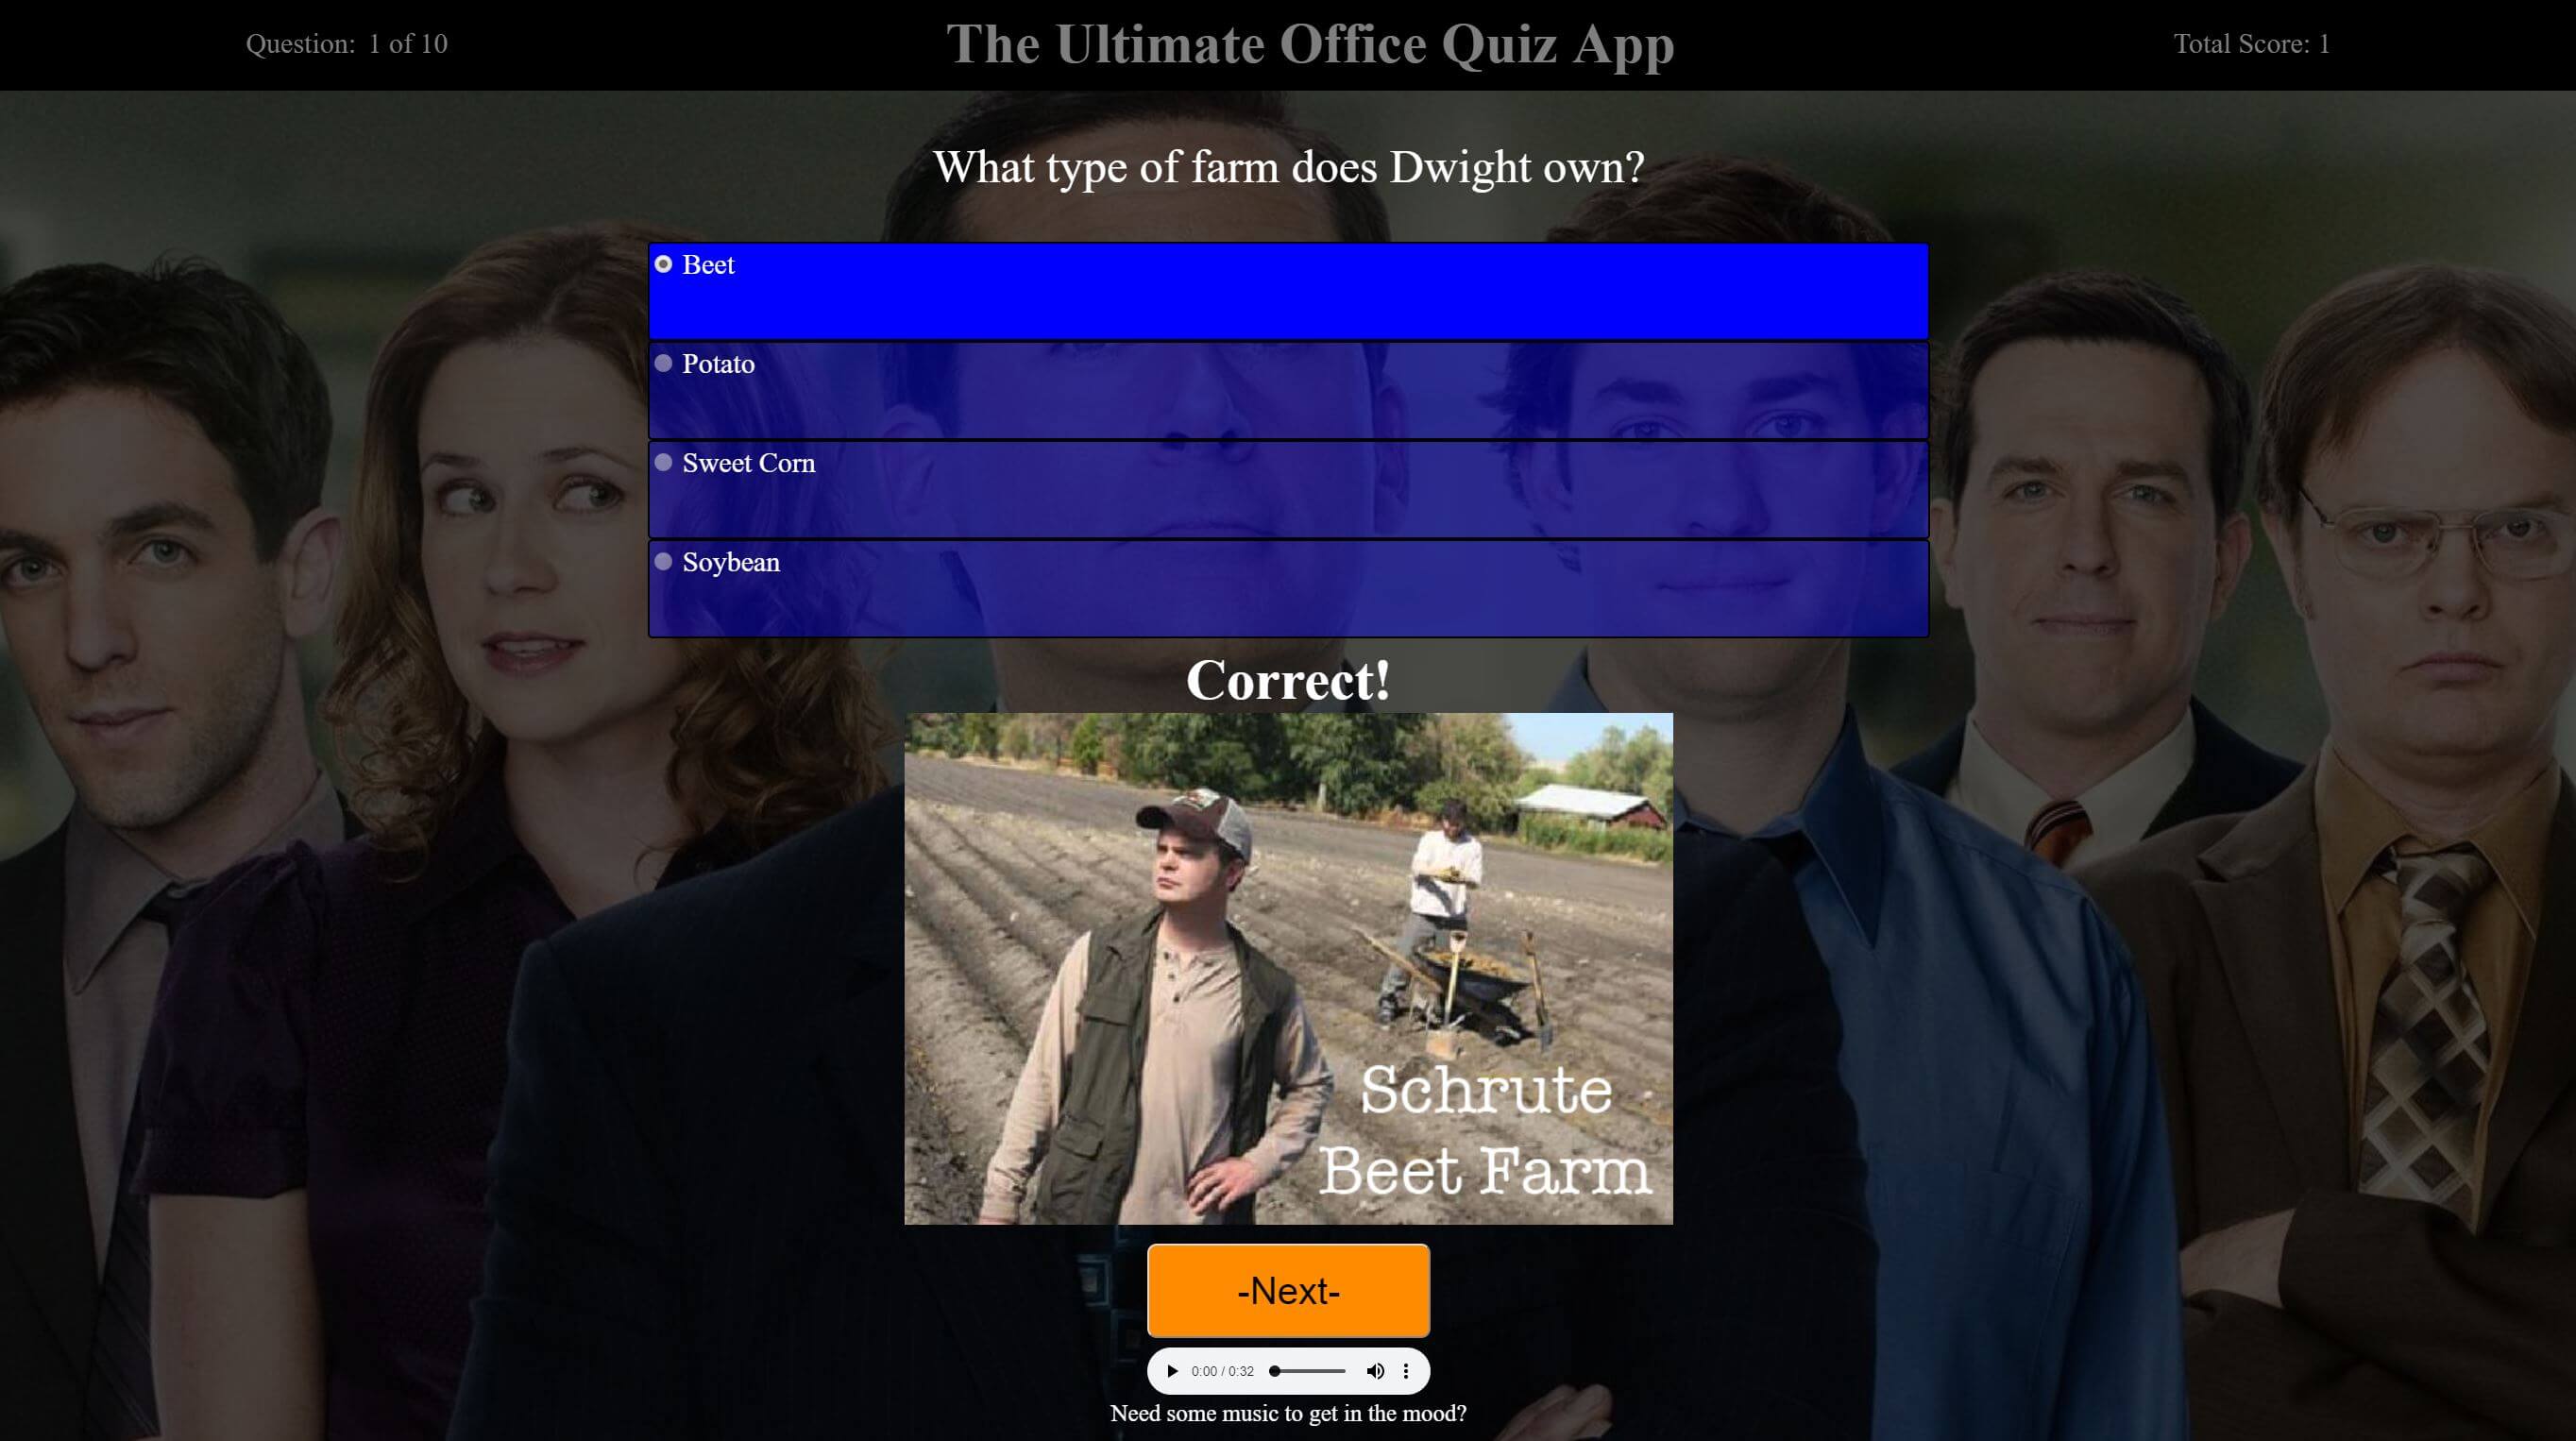 Question: 1 of 10
The Ultimate Office Quiz App
Total Score: 1
What type of farm does Dwight own?
Beet
Potato
Sweet Corn
Soybean
Correct!
Schrute
Beet Farm
-Next-
0:00 / 0:32
Need some music to get in the mood?